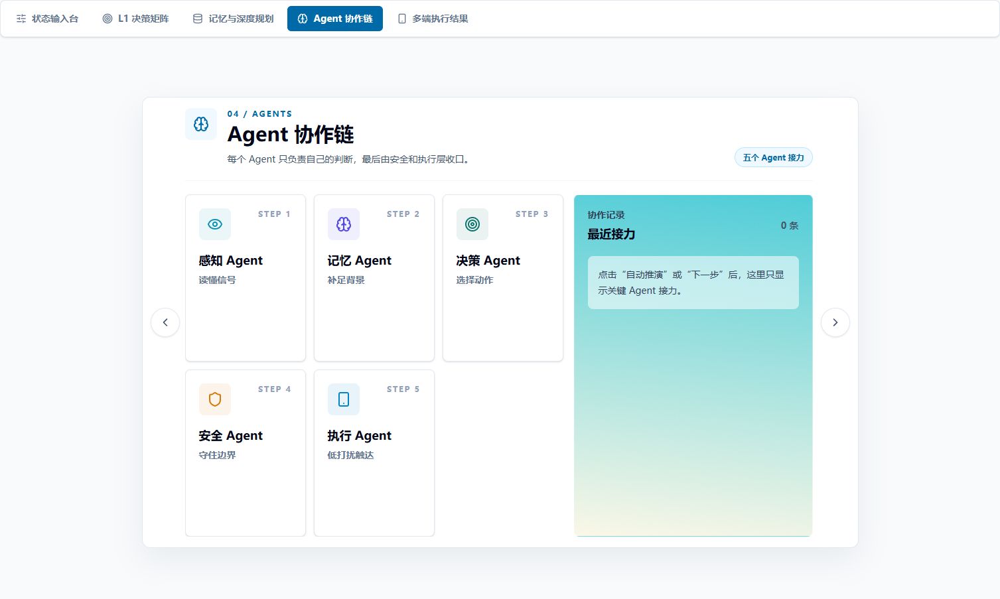 状态输入台
L1 决策矩阵
记忆与深度规划
Agent 协作链
多端执行结果
04 / AGENTS
Agent 协作链
每个 Agent 只负责自己的判断，最后由安全和执行层收口。
五个 Agent 接力
STEP 1
感知 Agent
读懂信号
STEP 2
记忆 Agent
补足背景
STEP 3
决策 Agent
选择动作
STEP 4
安全 Agent
守住边界
STEP 5
执行 Agent
低打扰触达
协作记录
最近接力
0 条
点击“自动推演”或“下一步”后，这里只显
示关键 Agent 接力。